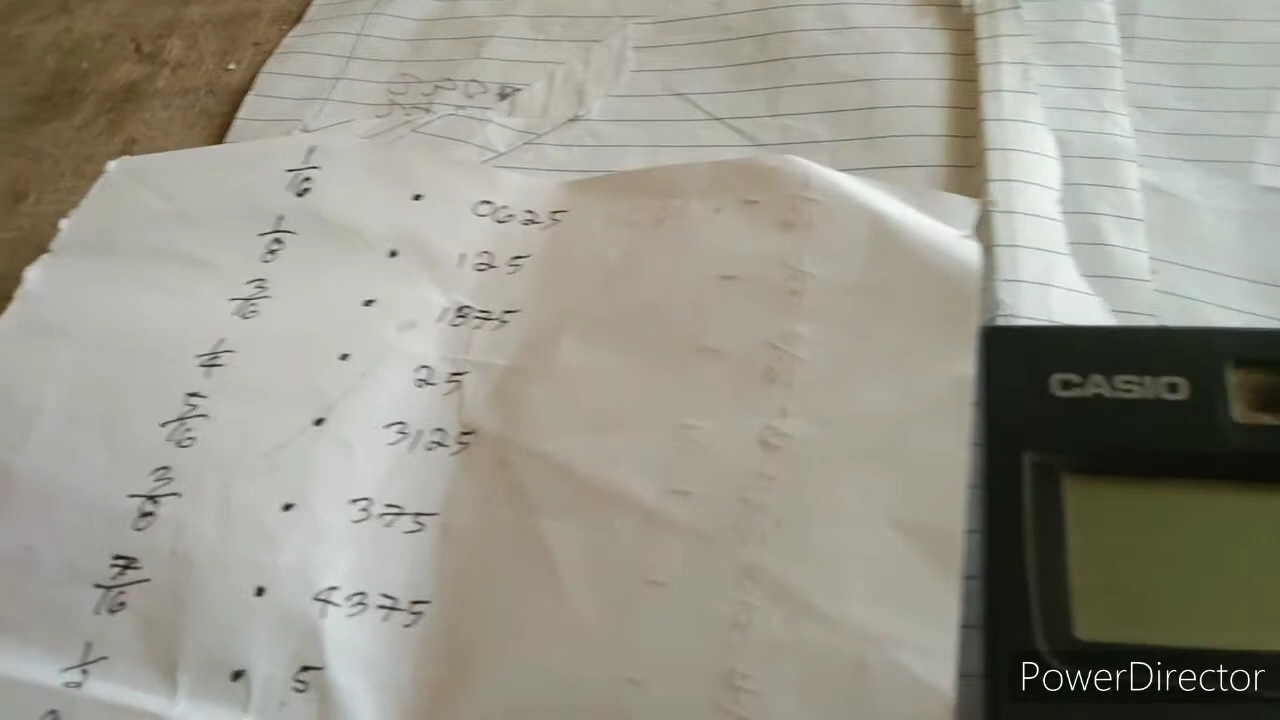 1/16 . 0625
1/8 . 125
3/16 . 1875
1/4 . 25
5/16 . 3125
3/8 . 375
7/16 . 4375
1/2 . 5
CASIO
PowerDirector